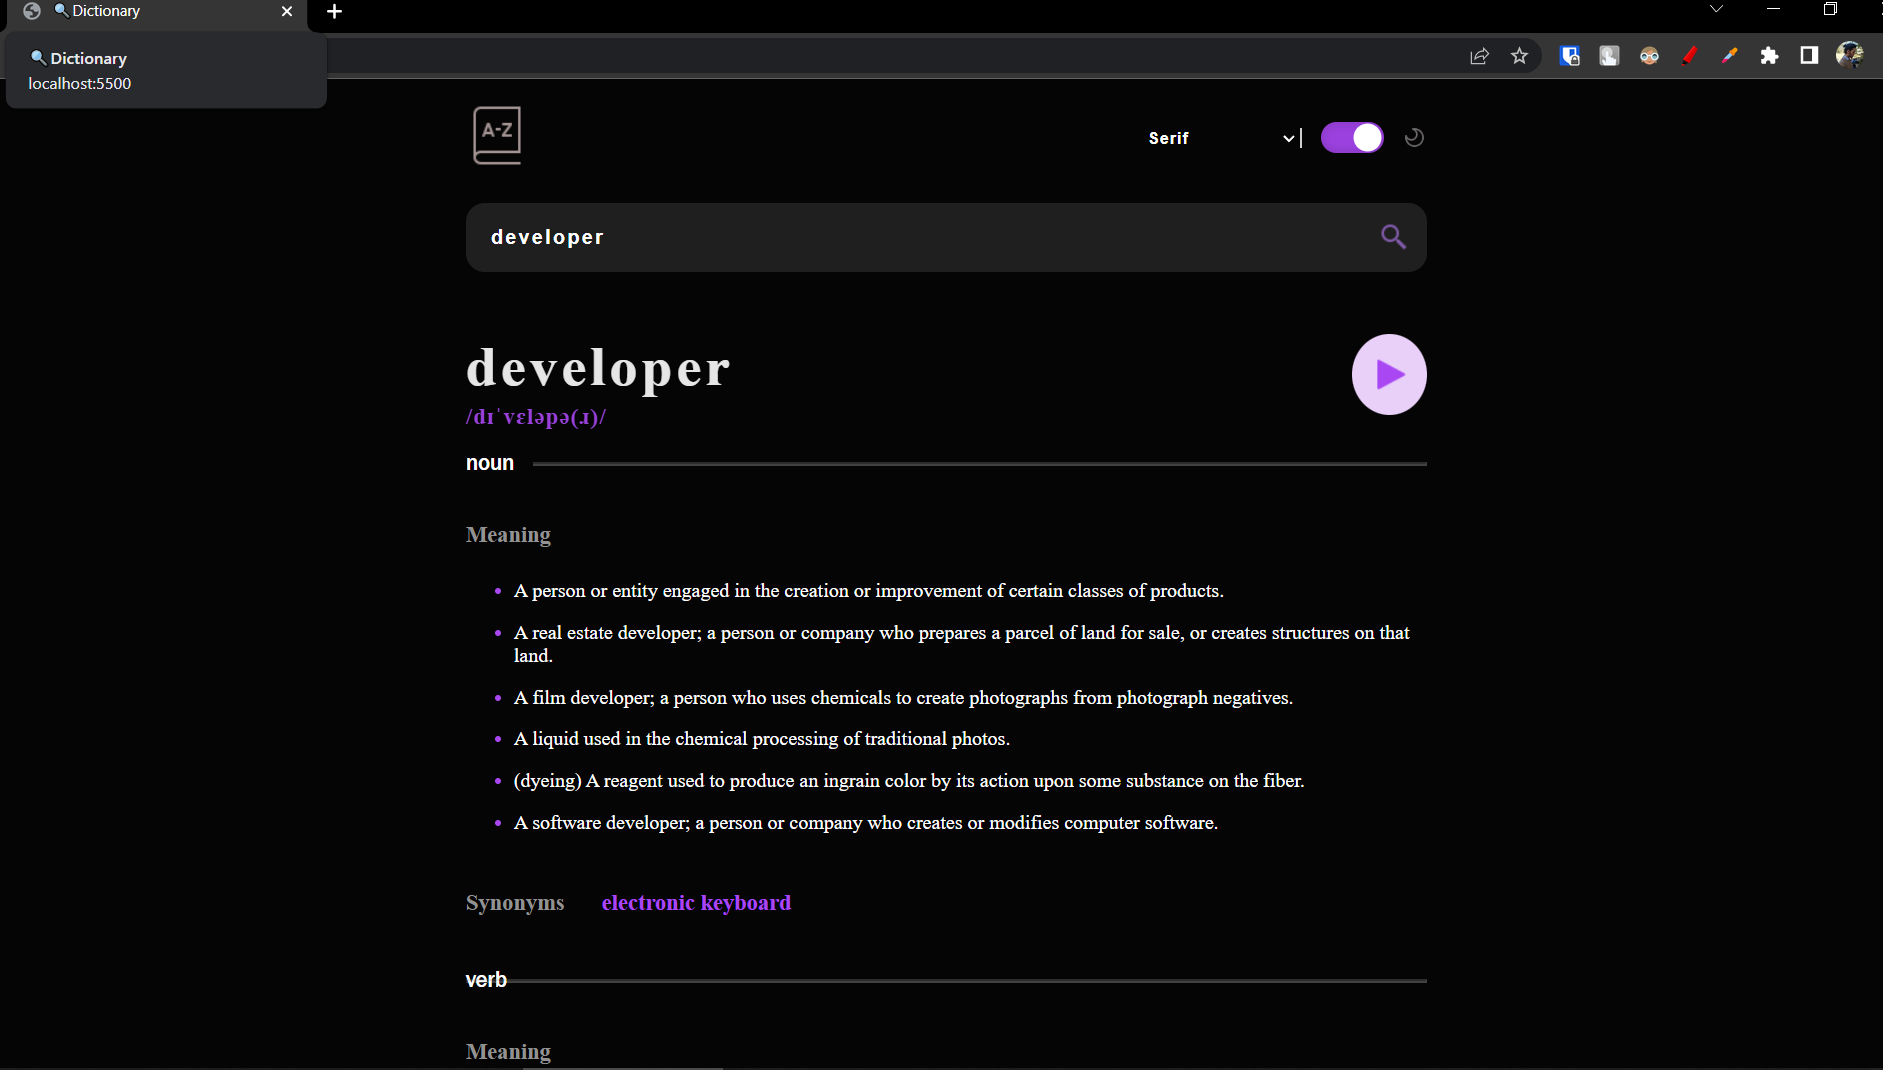 🔍 Dictionary
🔍 Dictionary
localhost:5500
A-Z
Serif
developer
developer
/dɪˈvɛləpə(ɹ)/
noun
Meaning
A person or entity engaged in the creation or improvement of certain classes of products.
A real estate developer; a person or company who prepares a parcel of land for sale, or creates structures on that
land.
A film developer; a person who uses chemicals to create photographs from photograph negatives.
A liquid used in the chemical processing of traditional photos.
(dyeing) A reagent used to produce an ingrain color by its action upon some substance on the fiber.
A software developer; a person or company who creates or modifies computer software.
Synonyms electronic keyboard
verb
Meaning